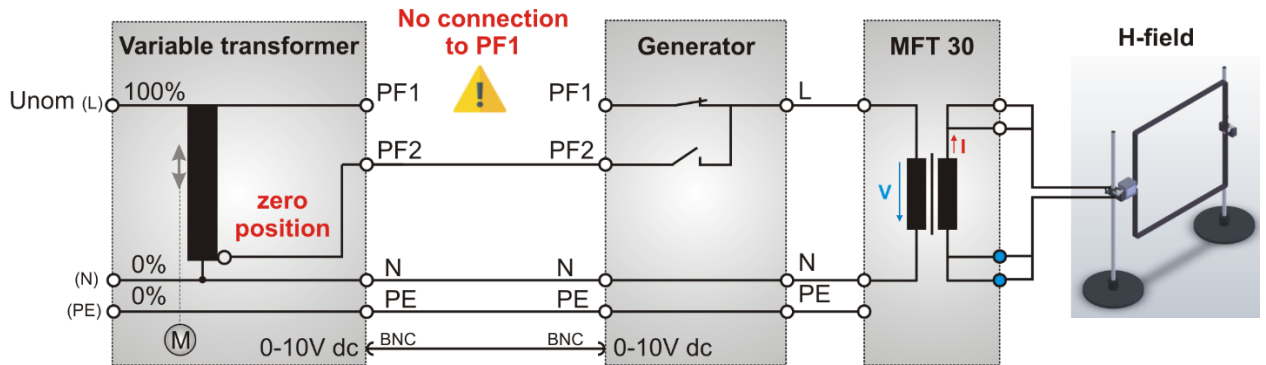 Variable transformer
No connection
to PF1
Generator
MFT 30
H-field
Unom (L)
100%
PF1
PF1
L
PF2
PF2
zero
position
V
I
(N)
0%
N
N
N
(PE)
0%
PE
PE
PE
M
0-10V dc
BNC
BNC
0-10V dc